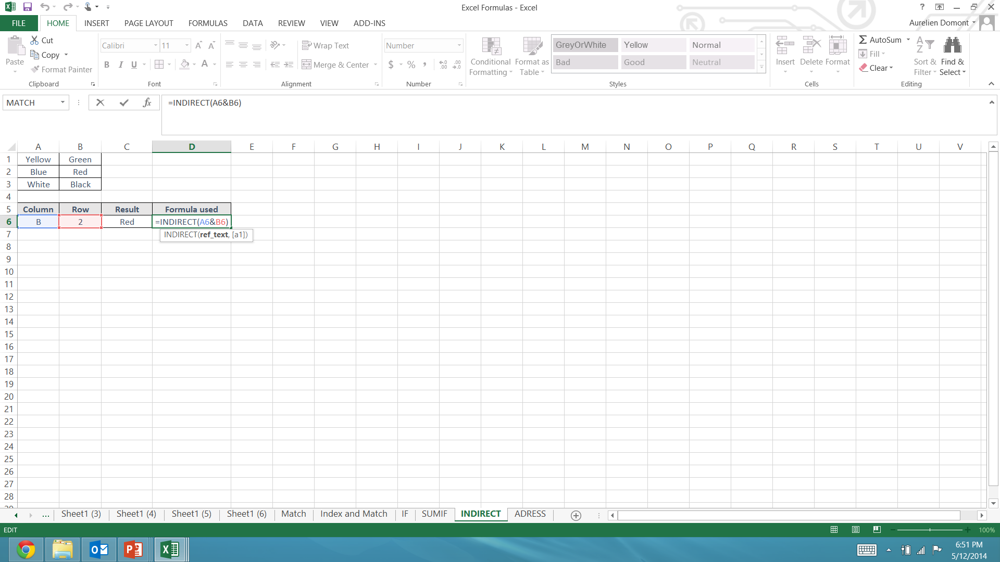 Excel Formulas - Excel
?
FILE HOME INSERT PAGE LAYOUT FORMULAS DATA REVIEW VIEW ADD-INS Aurelien Domont
Paste Cut Copy Format Painter
Clipboard
Calibri 11 A A
B I U A
Font
Wrap Text
Merge & Center
Alignment
Number
$ % , .00
Number
Conditional Formatting
Format as Table
GreyOrWhite Yellow Normal
Bad Good Neutral
Styles
Insert Delete Format
Cells
Σ AutoSum
Fill
Clear
Sort & Filter
Find & Select
Editing
MATCH fx =INDIRECT(A6&B6)
A B C D E F G H I J K L M N O P Q R S T U V
1 Yellow Green
2 Blue Red
3 White Black
4
5 Column Row Result Formula used
6 B 2 Red =INDIRECT(A6&B6)
7 INDIRECT(ref_text, [a1])
8
9
10
11
12
13
14
15
16
17
18
19
20
21
22
23
24
25
26
27
28
29
... Sheet1 (3) Sheet1 (4) Sheet1 (5) Sheet1 (6) Match Index and Match IF SUMIF INDIRECT ADRESS
EDIT 100%
6:51 PM
5/12/2014